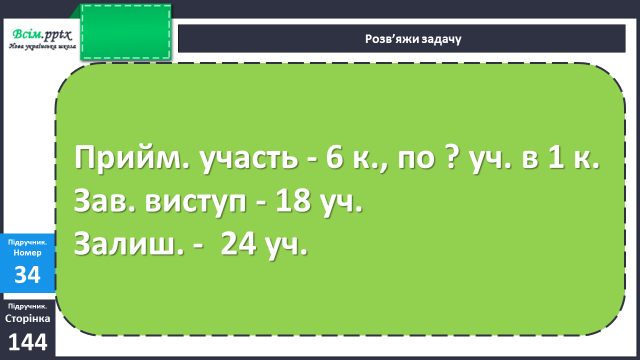 Всім.pptx
Нова українська школа
Розв’яжи задачу
Прийм. участь - 6 к., по ? уч. в 1 к.
Зав. виступ - 18 уч.
Залиш. - 24 уч.
Підручник.
Номер
34
Підручник.
Сторінка
144